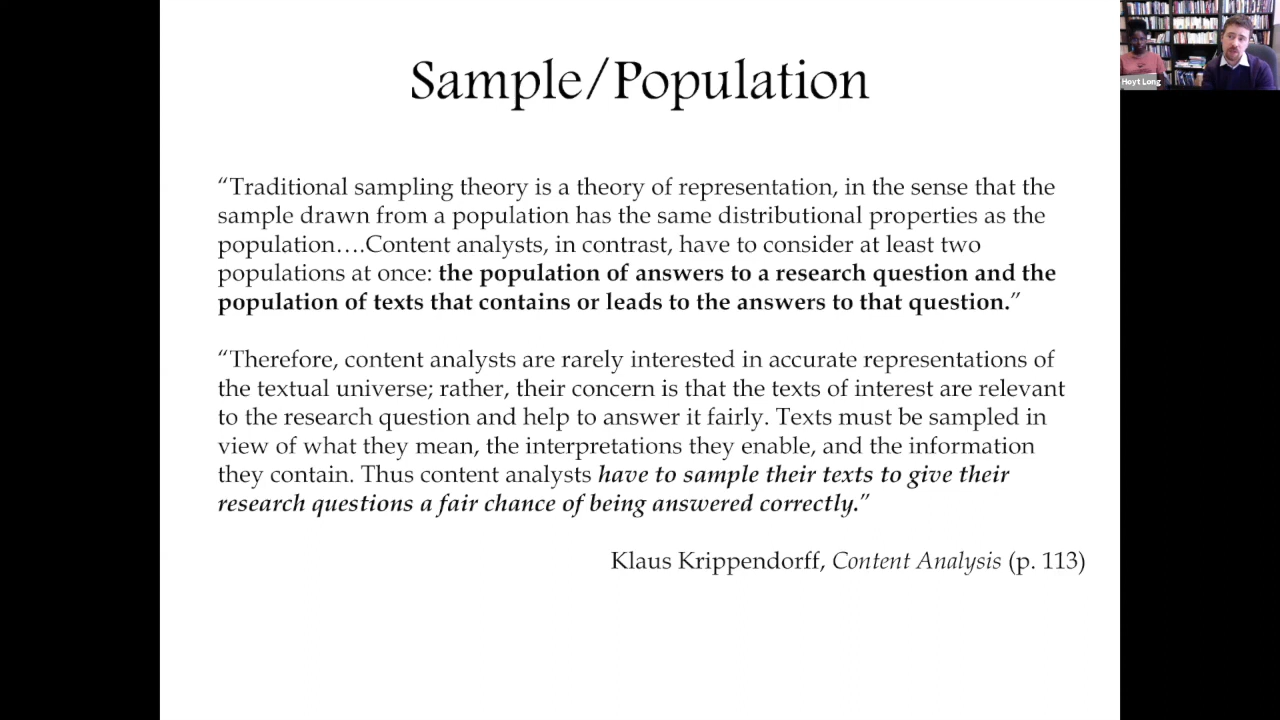 Sample/Population
Hoyt Long
“Traditional sampling theory is a theory of representation, in the sense that the
sample drawn from a population has the same distributional properties as the
population….Content analysts, in contrast, have to consider at least two
populations at once: the population of answers to a research question and the
population of texts that contains or leads to the answers to that question.”
“Therefore, content analysts are rarely interested in accurate representations of
the textual universe; rather, their concern is that the texts of interest are relevant
to the research question and help to answer it fairly. Texts must be sampled in
view of what they mean, the interpretations they enable, and the information
they contain. Thus content analysts have to sample their texts to give their
research questions a fair chance of being answered correctly.”
Klaus Krippendorff, Content Analysis (p. 113)